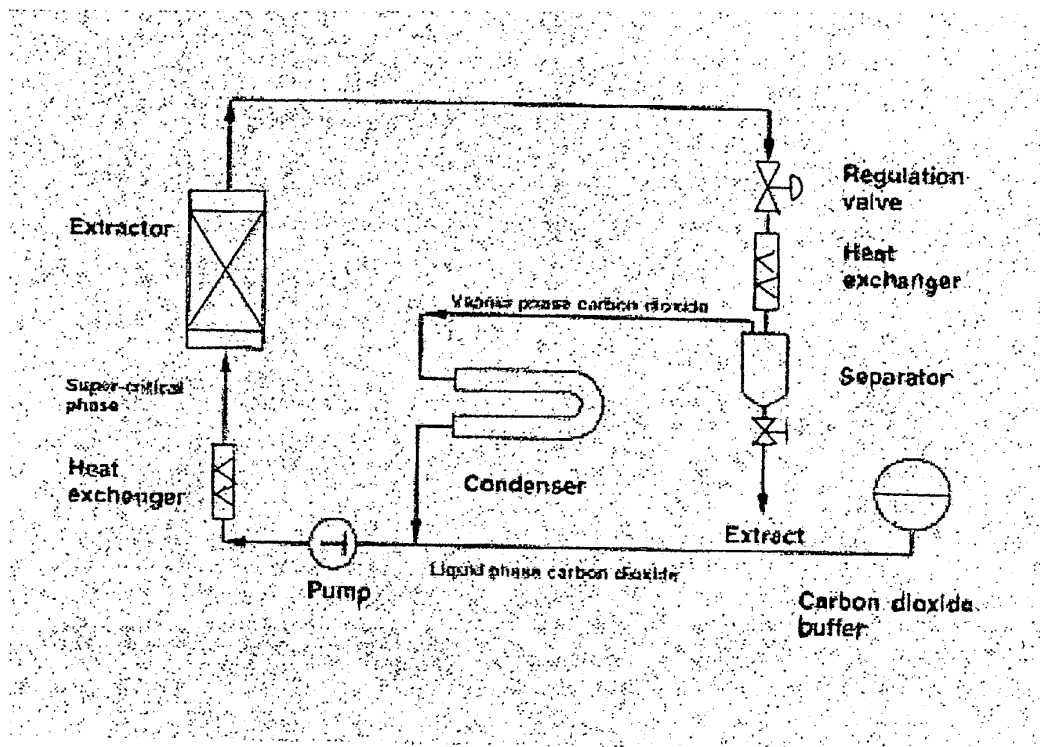 Regulation
valve
Extractor
Heat
exchanger
Vapour phase carbon dioxide
Super-critical
phase
Separator
Heat
exchanger
Condenser
Extract
Liquid phase carbon dioxide
Pump
Carbon dioxide
buffer